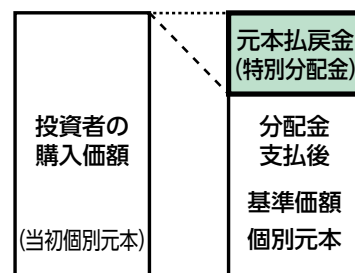 投資者の
購入価額
(当初個別元本)
元本払戻金
(特別分配金)
分配金
支払後
基準価額
個別元本